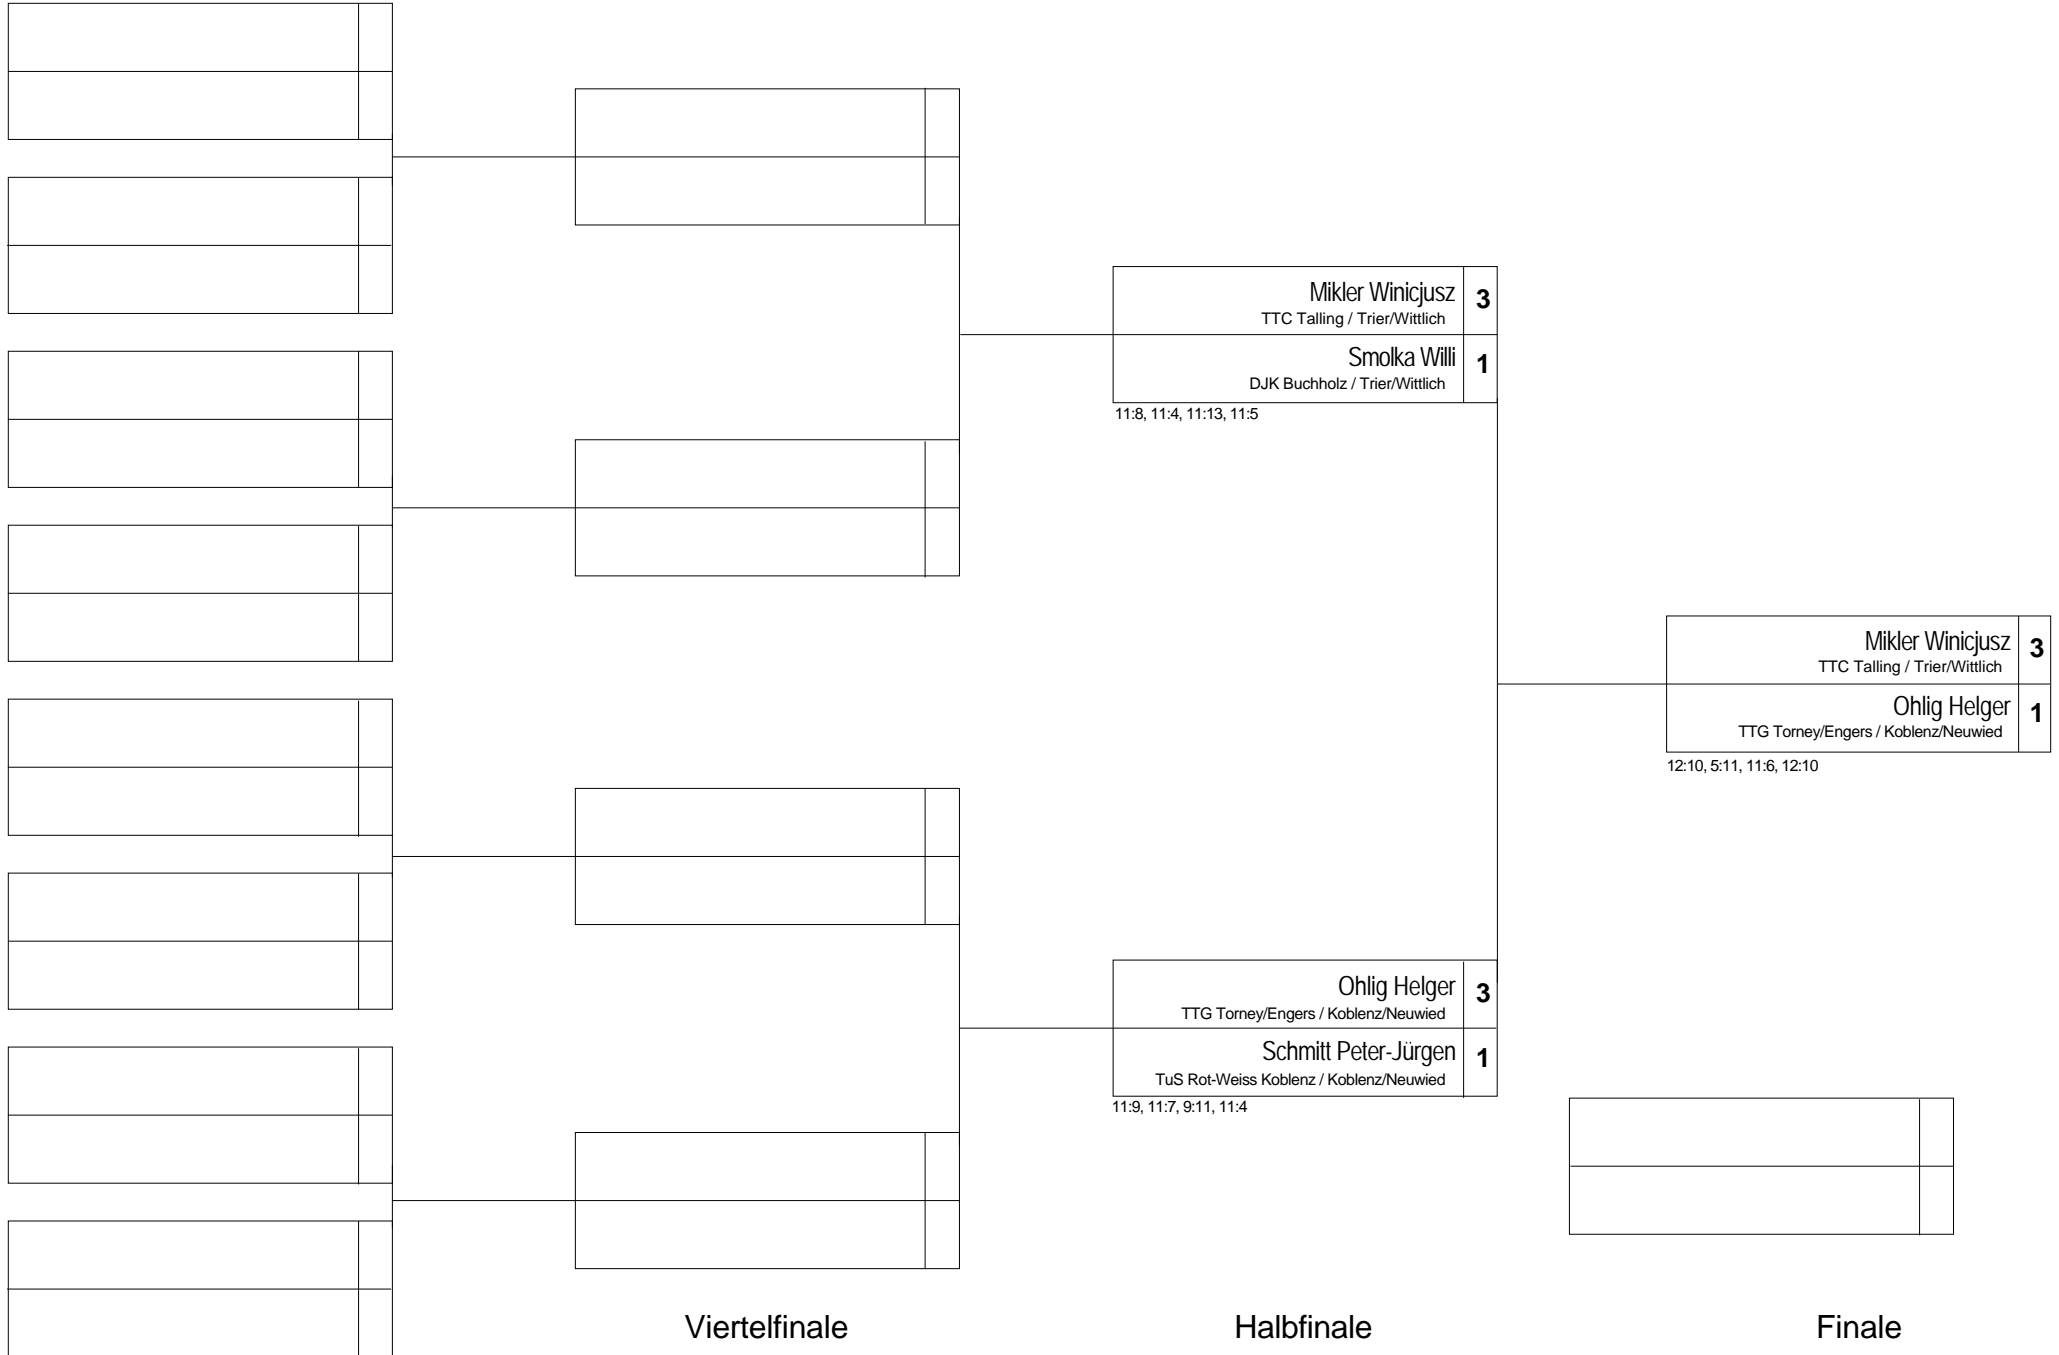 Mikler Winicjusz 3
TTC Talling / Trier/Wittlich
Smolka Willi 1
DJK Buchholz / Trier/Wittlich
11:8, 11:4, 11:13, 11:5
Mikler Winicjusz 3
TTC Talling / Trier/Wittlich
Ohlig Helger 1
TTG Torney/Engers / Koblenz/Neuwied
12:10, 5:11, 11:6, 12:10
Ohlig Helger 3
TTG Torney/Engers / Koblenz/Neuwied
Schmitt Peter-Jürgen 1
TuS Rot-Weiss Koblenz / Koblenz/Neuwied
11:9, 11:7, 9:11, 11:4
Viertelfinale Halbfinale Finale